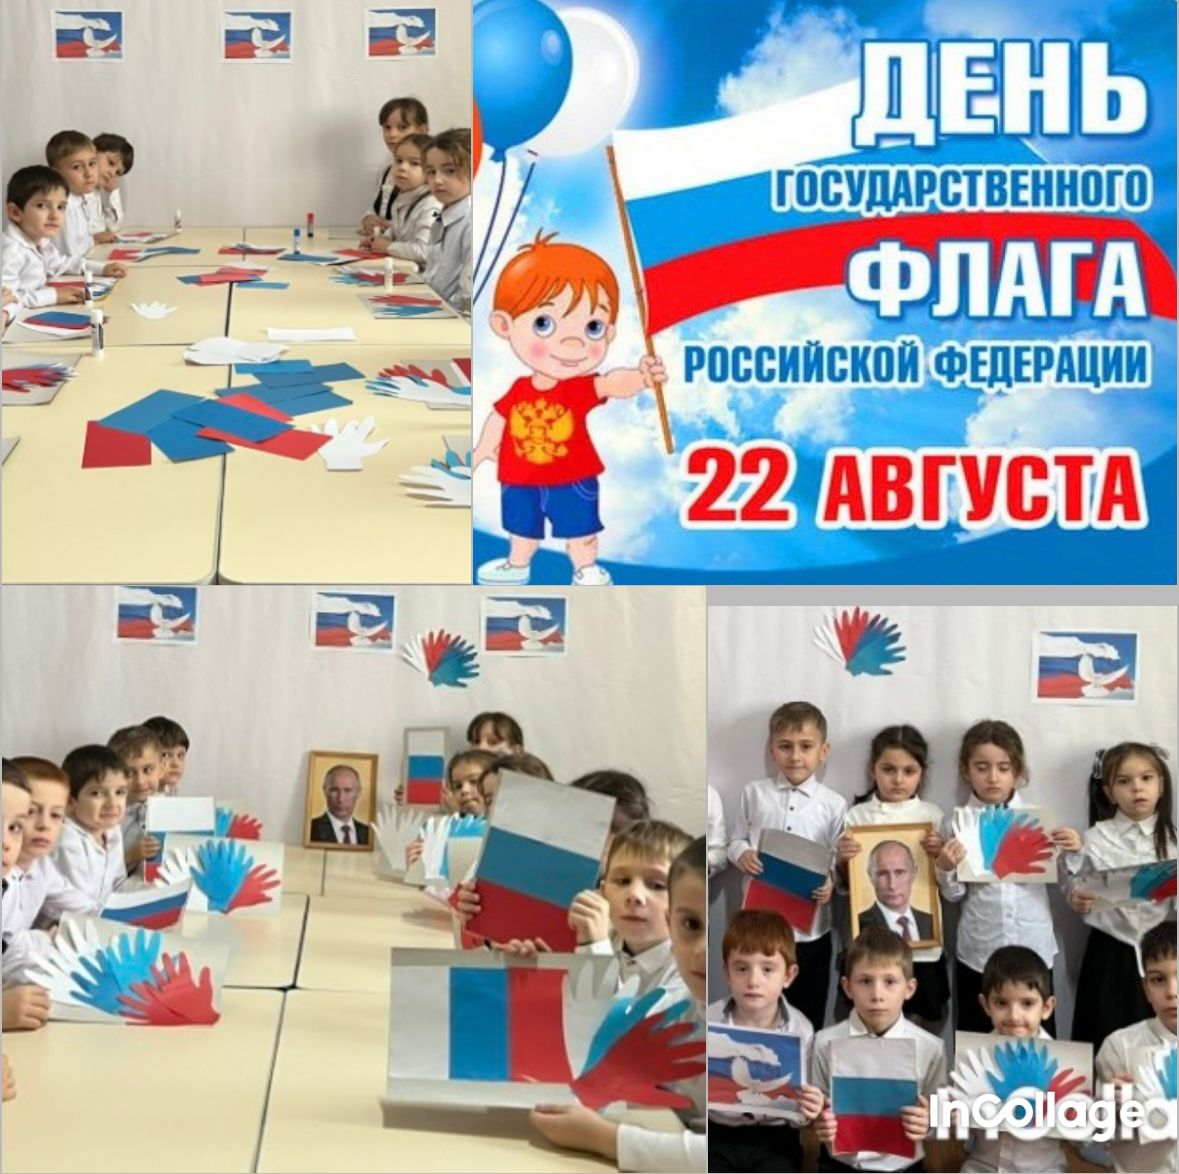 ДЕНЬ
ГОСУДАРСТВЕННОГО
ФЛАГА
РОССИЙСКОЙ ФЕДЕРАЦИИ
22 АВГУСТА
InCollage